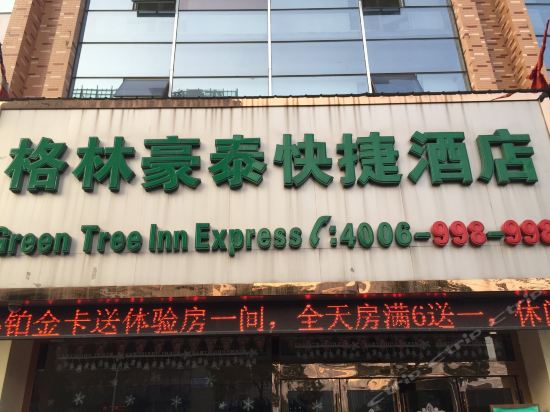 格林豪泰快捷酒店
Green Tree Inn Express ✆:4006-998-998
铂金卡送体验房一间，全天房满6送一，休